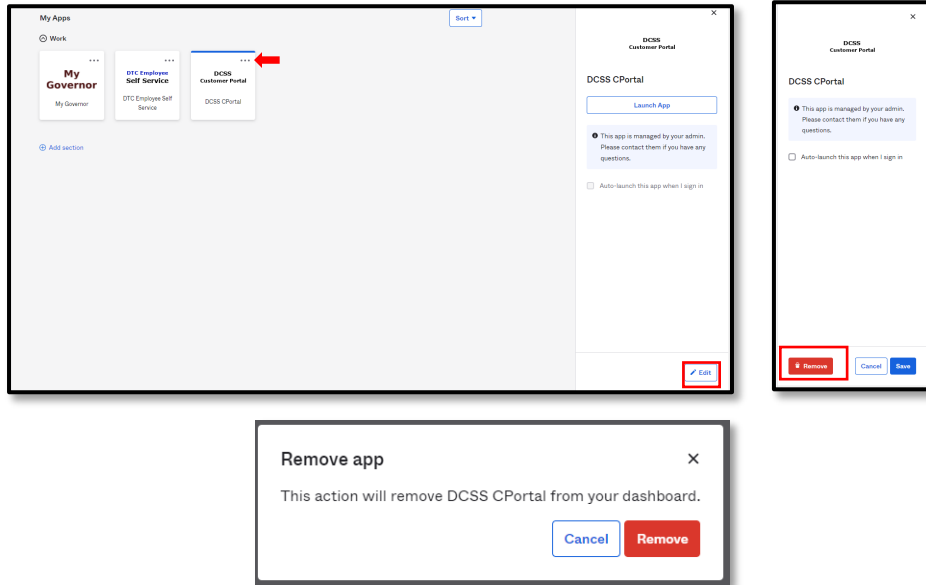 My Apps
Sort
Work
My
Governor
My Governor
DTC Employee
Self Service
DTC Employee Self
Service
DCSS
Customer Portal
DCSS CPortal
Add section
DCSS
Customer Portal
DCSS CPortal
Launch App
This app is managed by your admin.
Please contact them if you have any
questions.
Auto-launch this app when I sign in
Edit
DCSS
Customer Portal
DCSS CPortal
This app is managed by your admin.
Please contact them if you have any
questions.
Auto-launch this app when I sign in
Remove Cancel Save
Remove app
This action will remove DCSS CPortal from your dashboard.
Cancel Remove